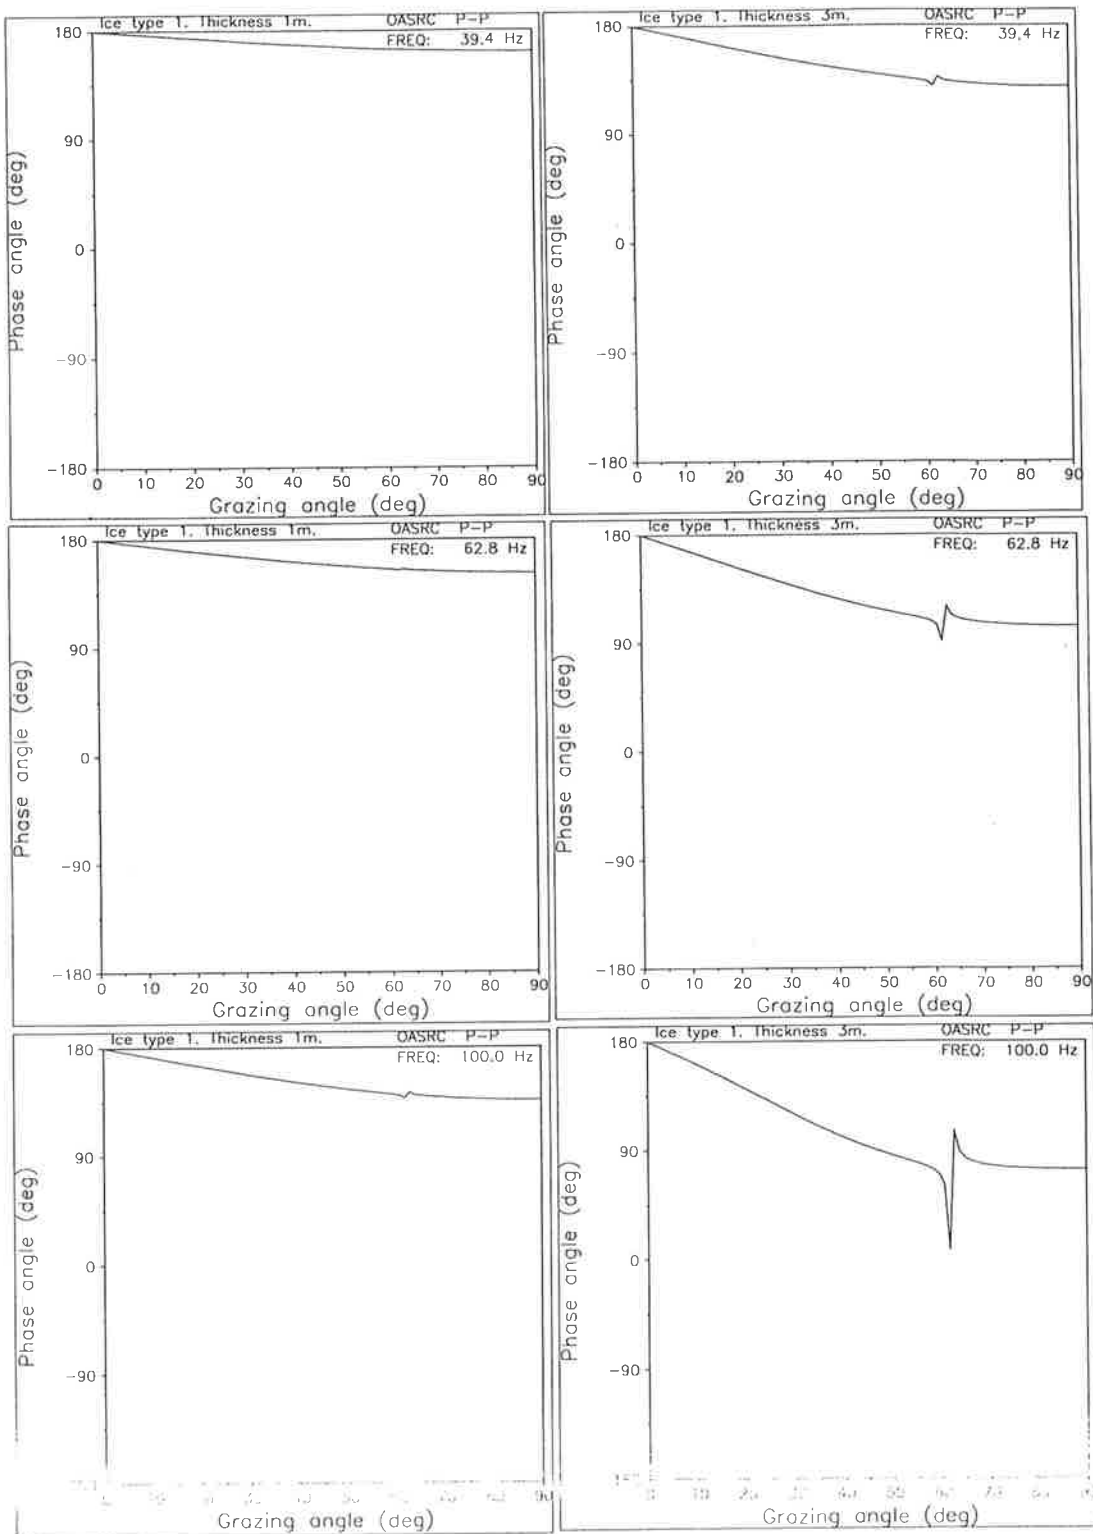 Ice type 1. Thickness 1m. OASRC P-P
FREQ: 39.4 Hz
180
90
0
-90
-180
0 10 20 30 40 50 60 70 80 90
Phase angle (deg)
Grazing angle (deg)
Ice type 1. Thickness 3m. OASRC P-P
FREQ: 39.4 Hz
180
90
0
-90
-180
0 10 20 30 40 50 60 70 80 90
Phase angle (deg)
Grazing angle (deg)
Ice type 1. Thickness 1m. OASRC P-P
FREQ: 62.8 Hz
180
90
0
-90
-180
0 10 20 30 40 50 60 70 80 90
Phase angle (deg)
Grazing angle (deg)
Ice type 1. Thickness 3m. OASRC P-P
FREQ: 62.8 Hz
180
90
0
-90
-180
0 10 20 30 40 50 60 70 80 90
Phase angle (deg)
Grazing angle (deg)
Ice type 1. Thickness 1m. OASRC P-P
FREQ: 100.0 Hz
180
90
0
-90
90
Phase angle (deg)
Grazing angle (deg)
Ice type 1. Thickness 3m. OASRC P-P
FREQ: 100.0 Hz
180
90
0
-90
Phase angle (deg)
Grazing angle (deg)